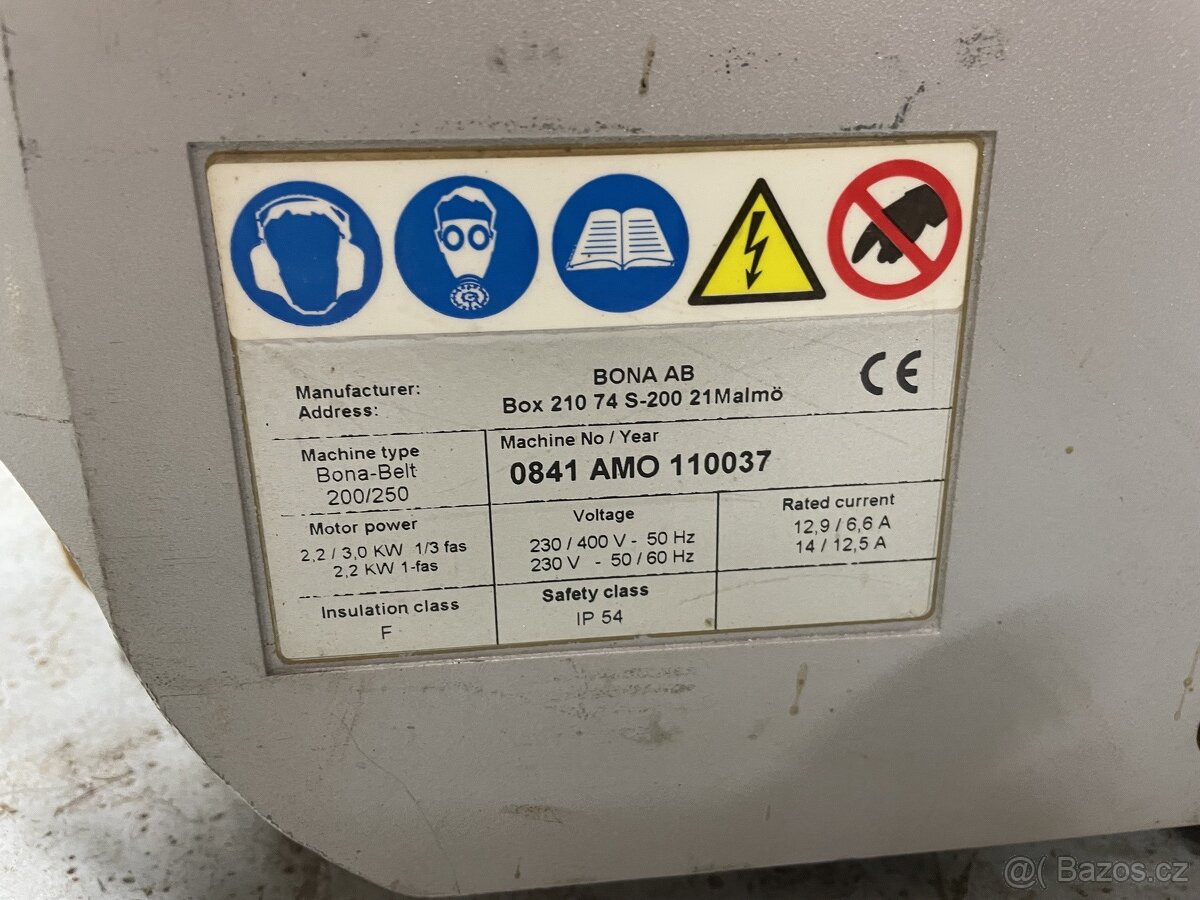 Manufacturer: BONA AB CE
Address: Box 210 74 S-200 21Malmö
Machine type
Bona-Belt
200/250
Machine No / Year
0841 AMO 110037
Motor power
2,2 / 3,0 KW 1/3 fas
2,2 KW 1-fas
Voltage
230 / 400 V - 50 Hz
230 V - 50 / 60 Hz
Rated current
12,9 / 6,6 A
14 / 12,5 A
Insulation class
F
Safety class
IP 54
@( Bazos.cz